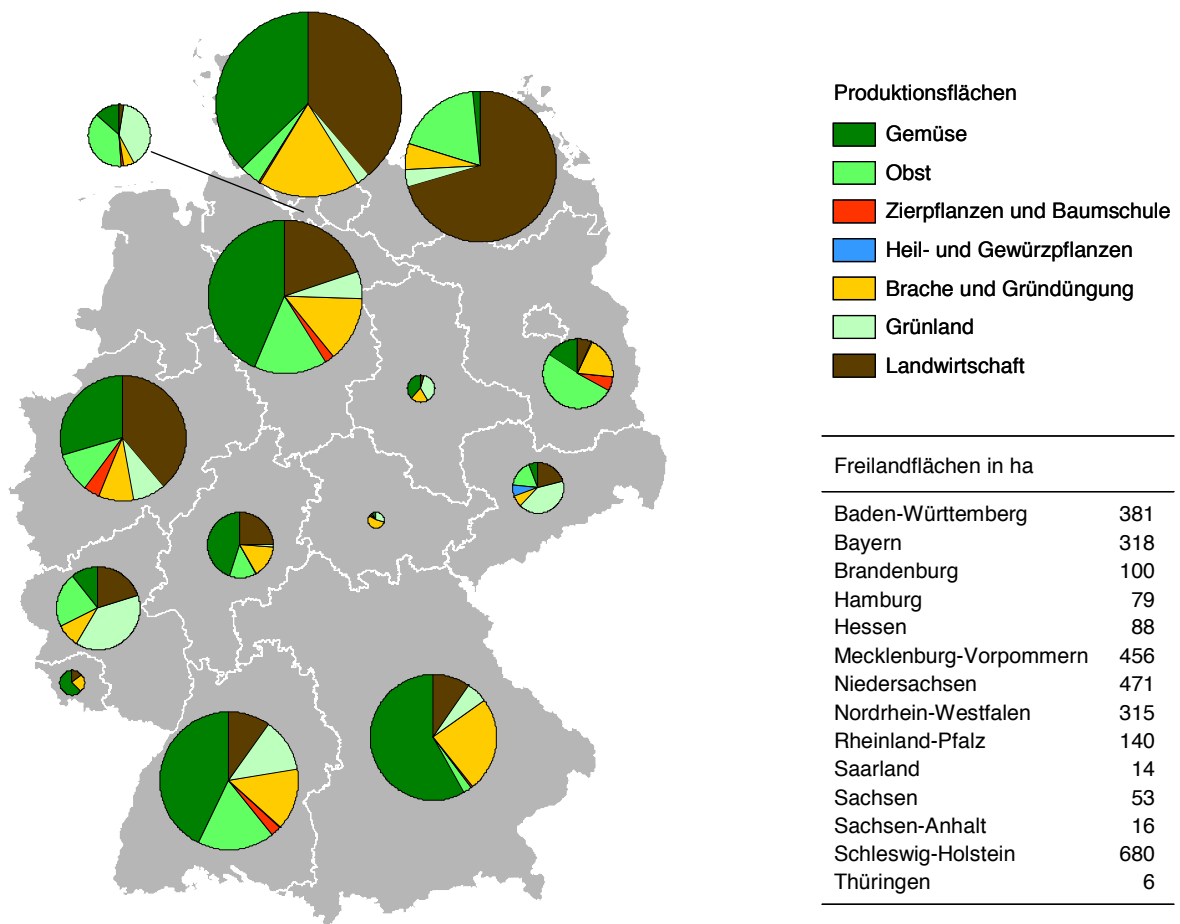 Produktionsflächen
Gemüse
Obst
Zierpflanzen und Baumschule
Heil- und Gewürzpflanzen
Brache und Gründüngung
Grünland
Landwirtschaft
Freilandflächen in ha
Baden-Württemberg 381
Bayern 318
Brandenburg 100
Hamburg 79
Hessen 88
Mecklenburg-Vorpommern 456
Niedersachsen 471
Nordrhein-Westfalen 315
Rheinland-Pfalz 140
Saarland 14
Sachsen 53
Sachsen-Anhalt 16
Schleswig-Holstein 680
Thüringen 6